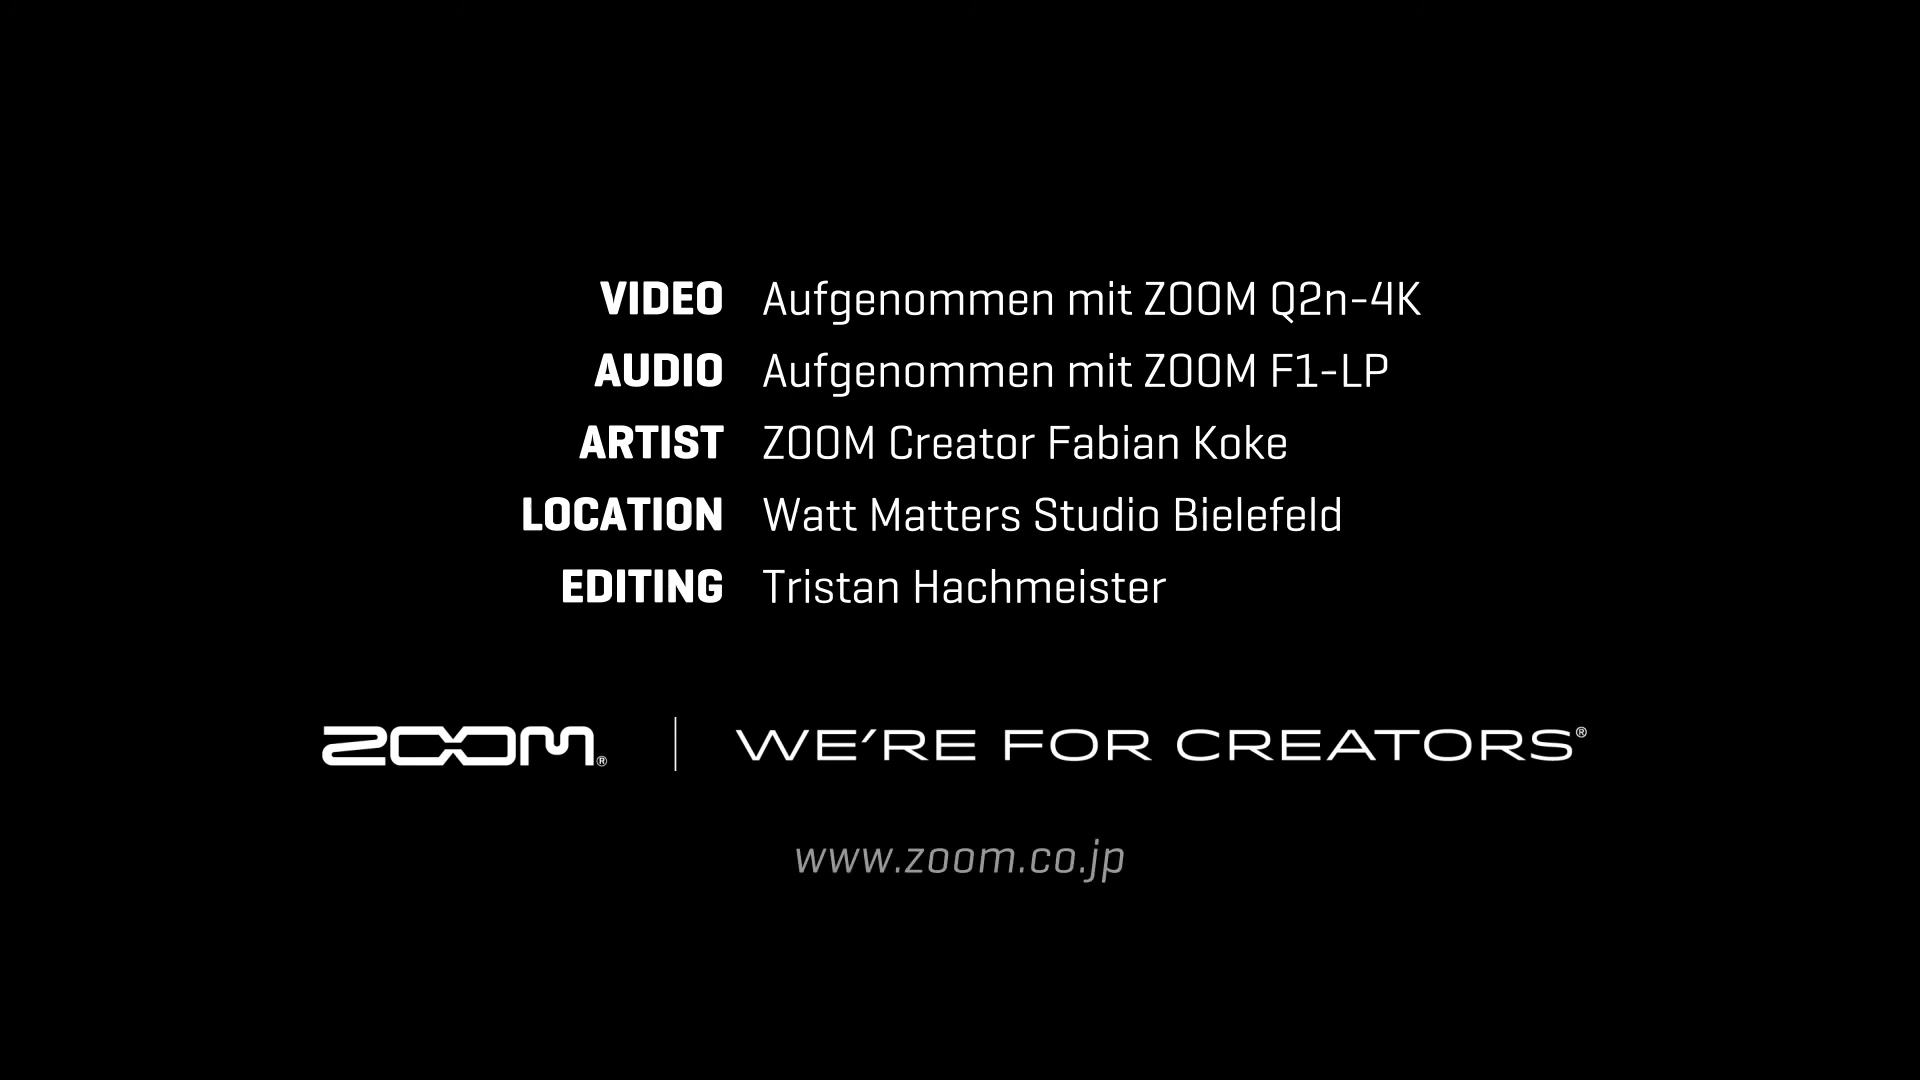 VIDEO Aufgenommen mit ZOOM Q2n-4K
AUDIO Aufgenommen mit ZOOM F1-LP
ARTIST ZOOM Creator Fabian Koke
LOCATION Watt Matters Studio Bielefeld
EDITING Tristan Hachmeister
ZOOM® | WE'RE FOR CREATORS®
www.zoom.co.jp